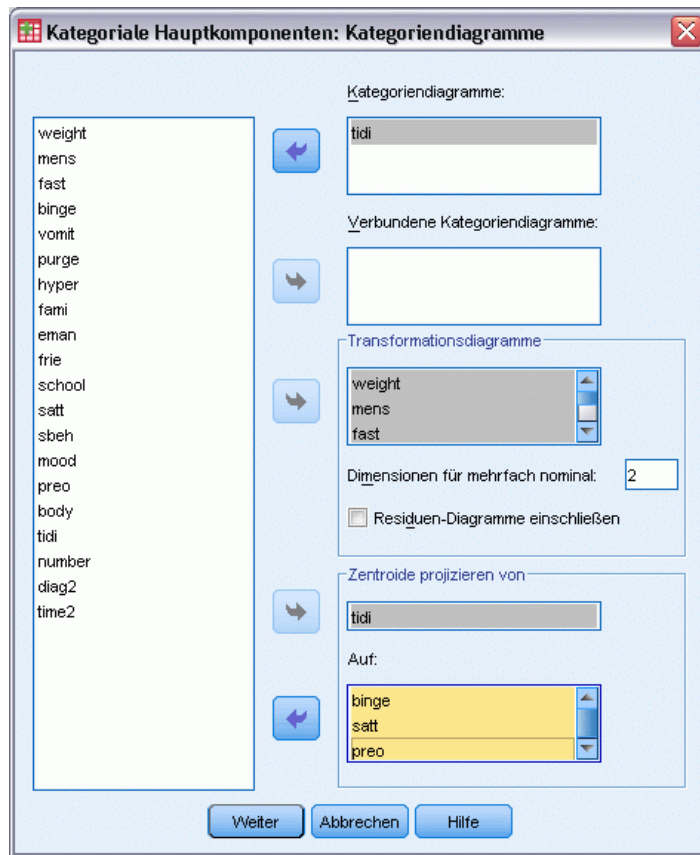 Kategoriale Hauptkomponenten: Kategoriendiagramme
weight
mens
fast
binge
vomit
purge
hyper
fami
eman
frie
school
satt
sbeh
mood
preo
body
tidi
number
diag2
time2
Kategoriendiagramme:
tidi
Verbundene Kategoriendiagramme:
Transformationsdiagramme
weight
mens
fast
Dimensionen für mehrfach nominal: 2
Residuen-Diagramme einschließen
Zentroide projizieren von
tidi
Auf:
binge
satt
preo
Weiter Abbrechen Hilfe